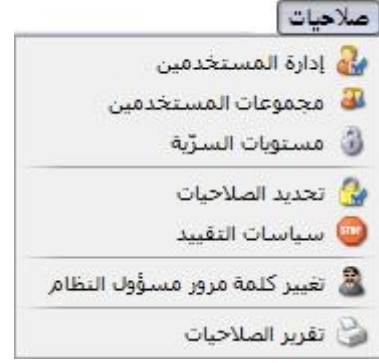 صلاحيات
إدارة المستخدمين
مجموعات المستخدمين
مستويات السرّية
تحديد الصلاحيات
STOP
سياسات التقييد
تغيير كلمة مرور مسؤول النظام
تقرير الصلاحيات